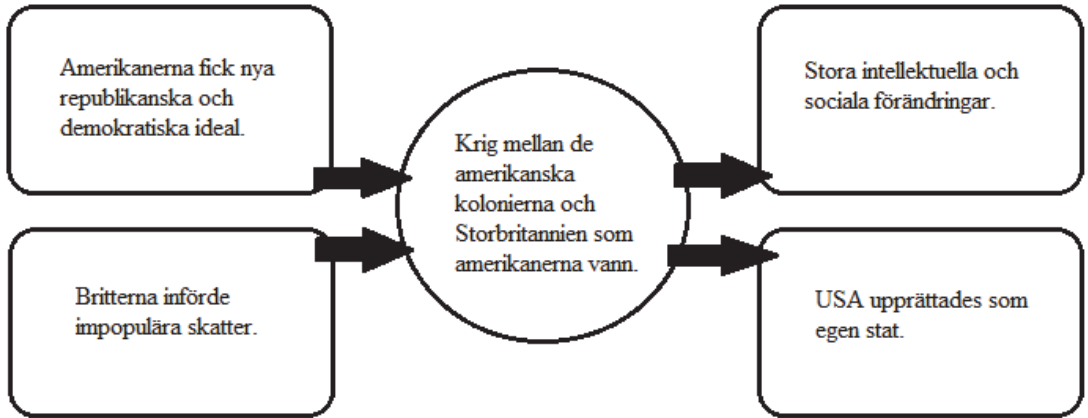 Amerikanerna fick nya
republikanska och
demokratiska ideal.
Britterna införde
impopulära skatter.
Krig mellan de
amerikanska
kolonierna och
Storbritannien som
amerikanerna vann.
Stora intellektuella och
sociala förändringar.
USA upprättades som
egen stat.